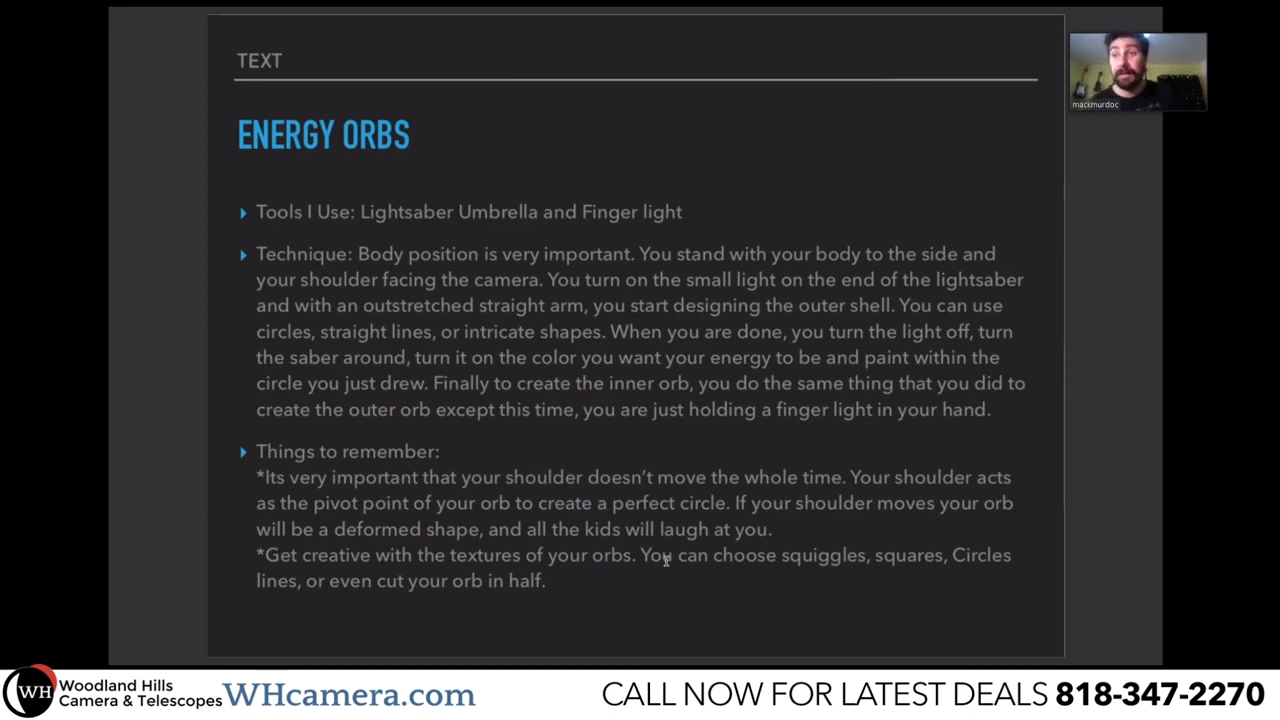 TEXT
mackmurdoc
ENERGY ORBS
Tools I Use: Lightsaber Umbrella and Finger light
Technique: Body position is very important. You stand with your body to the side and
your shoulder facing the camera. You turn on the small light on the end of the lightsaber
and with an outstretched straight arm, you start designing the outer shell. You can use
circles, straight lines, or intricate shapes. When you are done, you turn the light off, turn
the saber around, turn it on the color you want your energy to be and paint within the
circle you just drew. Finally to create the inner orb, you do the same thing that you did to
create the outer orb except this time, you are just holding a finger light in your hand.
Things to remember:
*Its very important that your shoulder doesn't move the whole time. Your shoulder acts
as the pivot point of your orb to create a perfect circle. If your shoulder moves your orb
will be a deformed shape, and all the kids will laugh at you.
*Get creative with the textures of your orbs. You can choose squiggles, squares, Circles
lines, or even cut your orb in half.
WH
Woodland Hills
Camera & Telescopes
WHcamera.com
CALL NOW FOR LATEST DEALS 818-347-2270